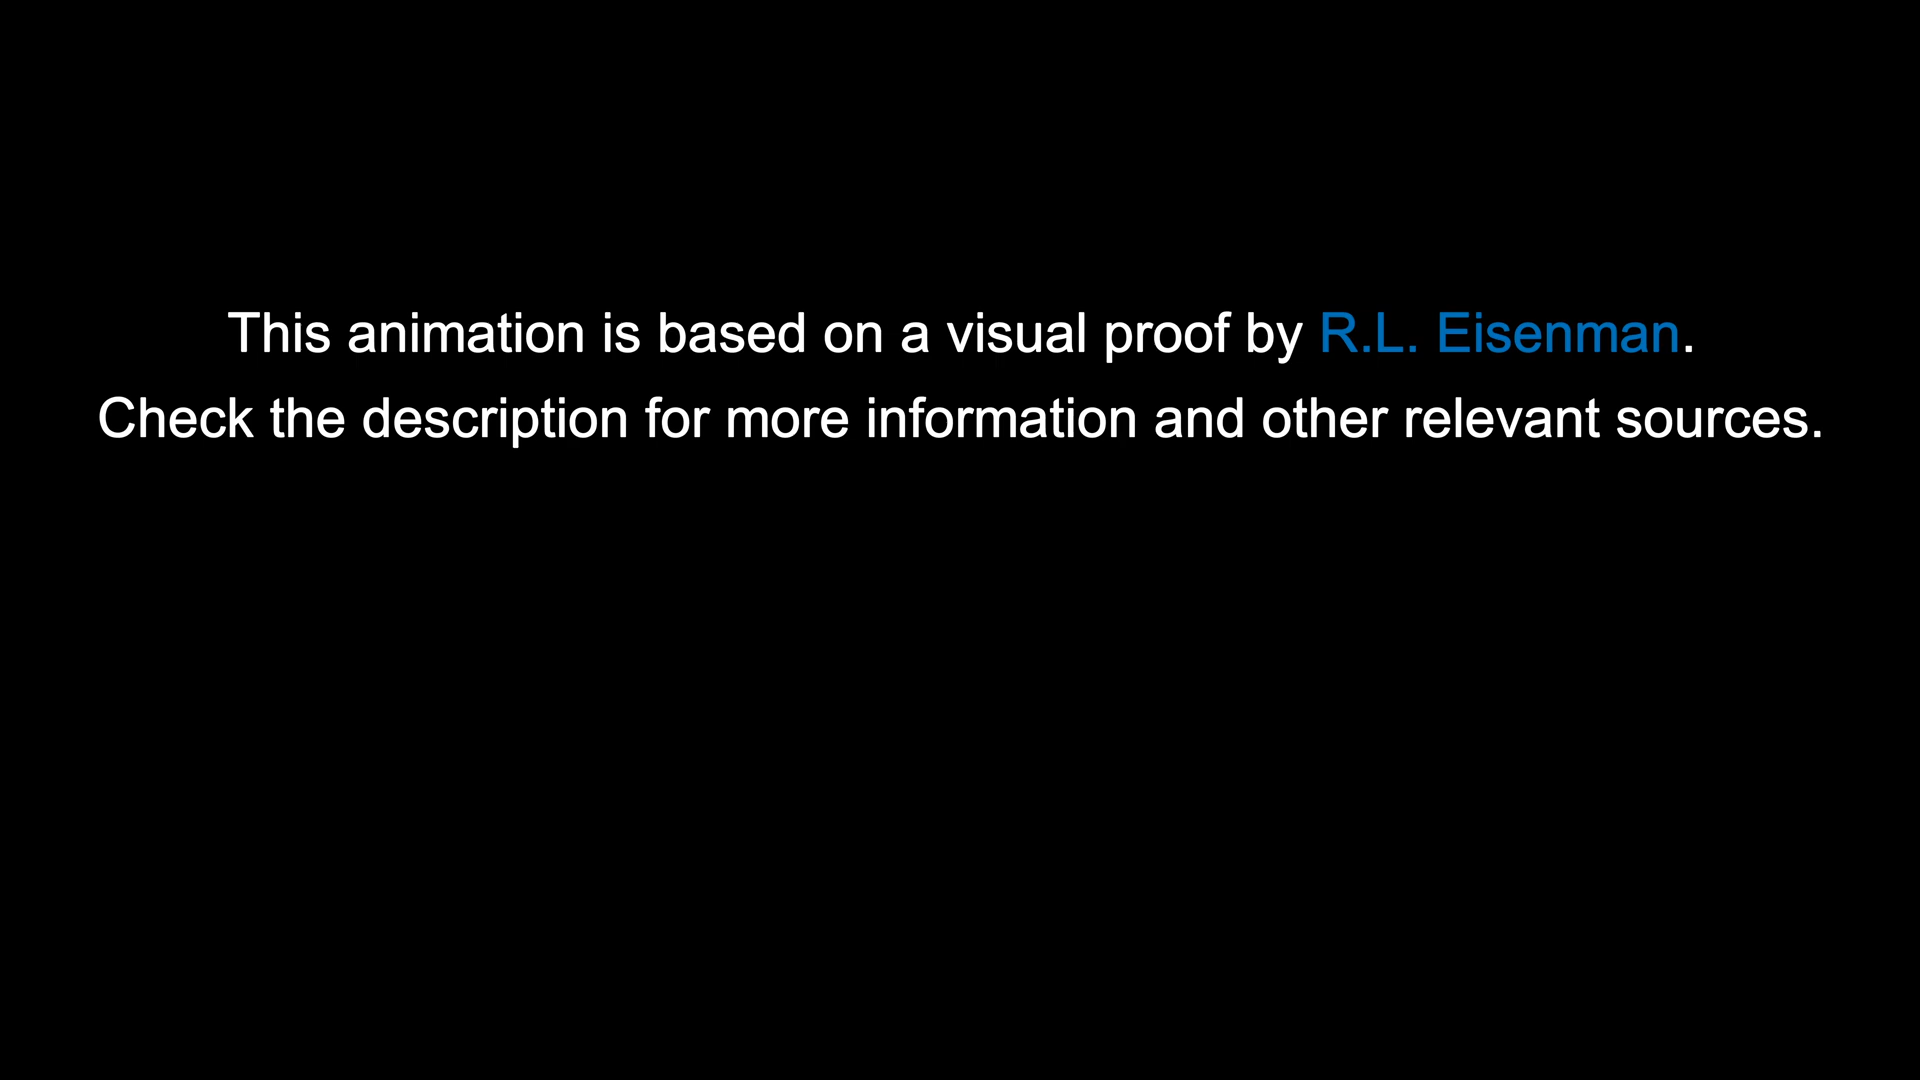 This animation is based on a visual proof by R.L. Eisenman.
Check the description for more information and other relevant sources.